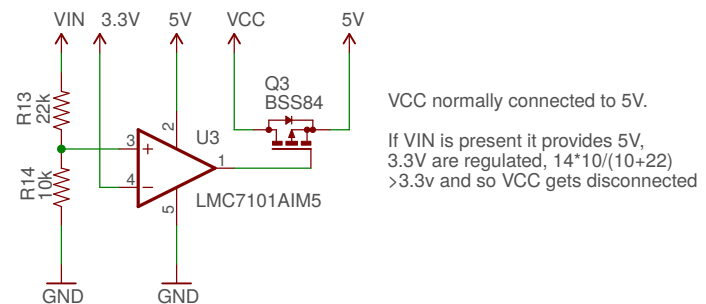 VIN 3.3V 5V VCC 5V
Q3
BSS84
R13
22k
VCC normally connected to 5V.
If VIN is present it provides 5V,
3.3V are regulated, 14*10/(10+22)
>3.3v and so VCC gets disconnected
2
U3
3
+
1
R14
10k
4
−
LMC7101AIM5
5
GND GND